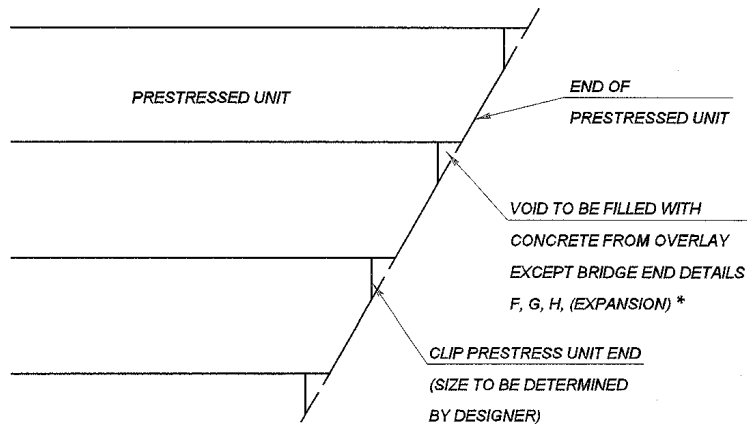 PRESTRESSED UNIT
END OF
PRESTRESSED UNIT
VOID TO BE FILLED WITH
CONCRETE FROM OVERLAY
EXCEPT BRIDGE END DETAILS
F, G, H, (EXPANSION) *
CLIP PRESTRESS UNIT END
(SIZE TO BE DETERMINED
BY DESIGNER)